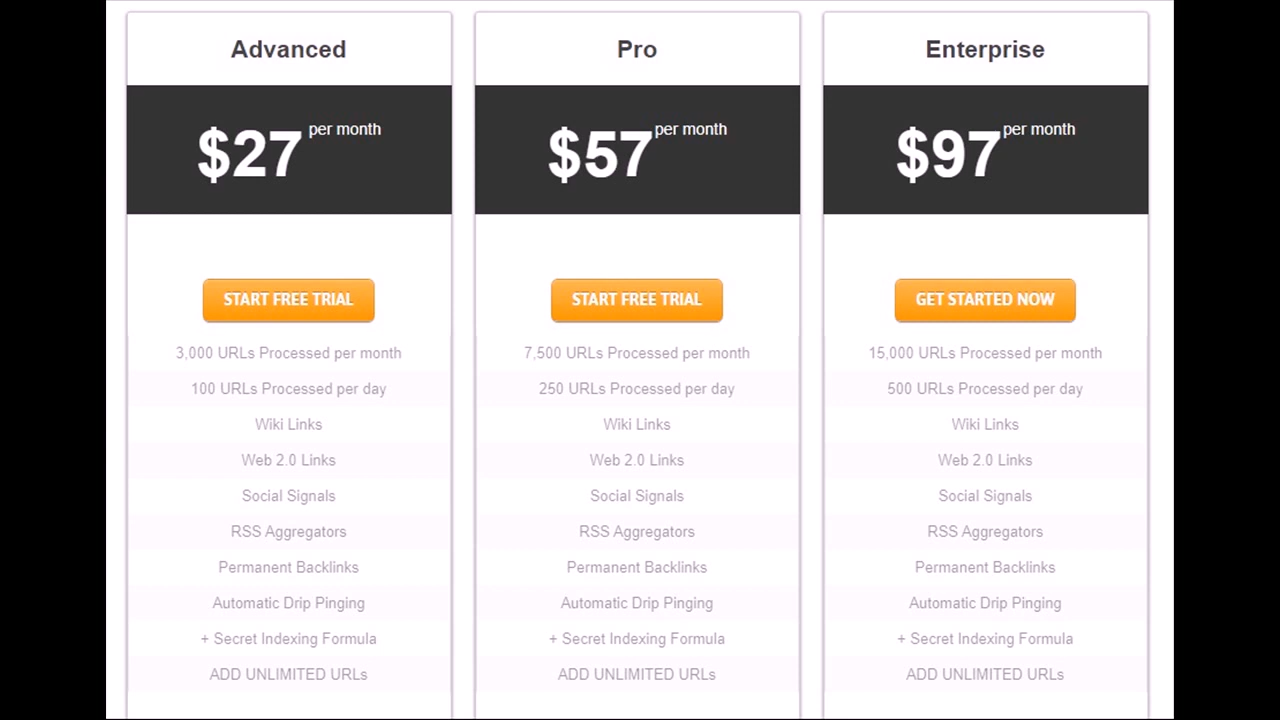 Advanced
$27 per month
START FREE TRIAL
3,000 URLs Processed per month
100 URLs Processed per day
Wiki Links
Web 2.0 Links
Social Signals
RSS Aggregators
Permanent Backlinks
Automatic Drip Pinging
+ Secret Indexing Formula
ADD UNLIMITED URLs
Pro
$57 per month
START FREE TRIAL
7,500 URLs Processed per month
250 URLs Processed per day
Wiki Links
Web 2.0 Links
Social Signals
RSS Aggregators
Permanent Backlinks
Automatic Drip Pinging
+ Secret Indexing Formula
ADD UNLIMITED URLs
Enterprise
$97 per month
GET STARTED NOW
15,000 URLs Processed per month
500 URLs Processed per day
Wiki Links
Web 2.0 Links
Social Signals
RSS Aggregators
Permanent Backlinks
Automatic Drip Pinging
+ Secret Indexing Formula
ADD UNLIMITED URLs